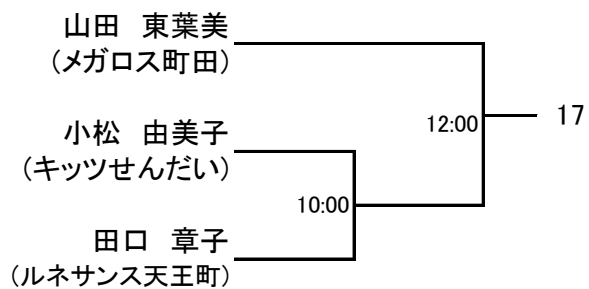 山田　東葉美
(メガロス町田)
12:00
17
小松　由美子
(キッツせんだい)
10:00
田口　章子
(ルネサンス天王町)